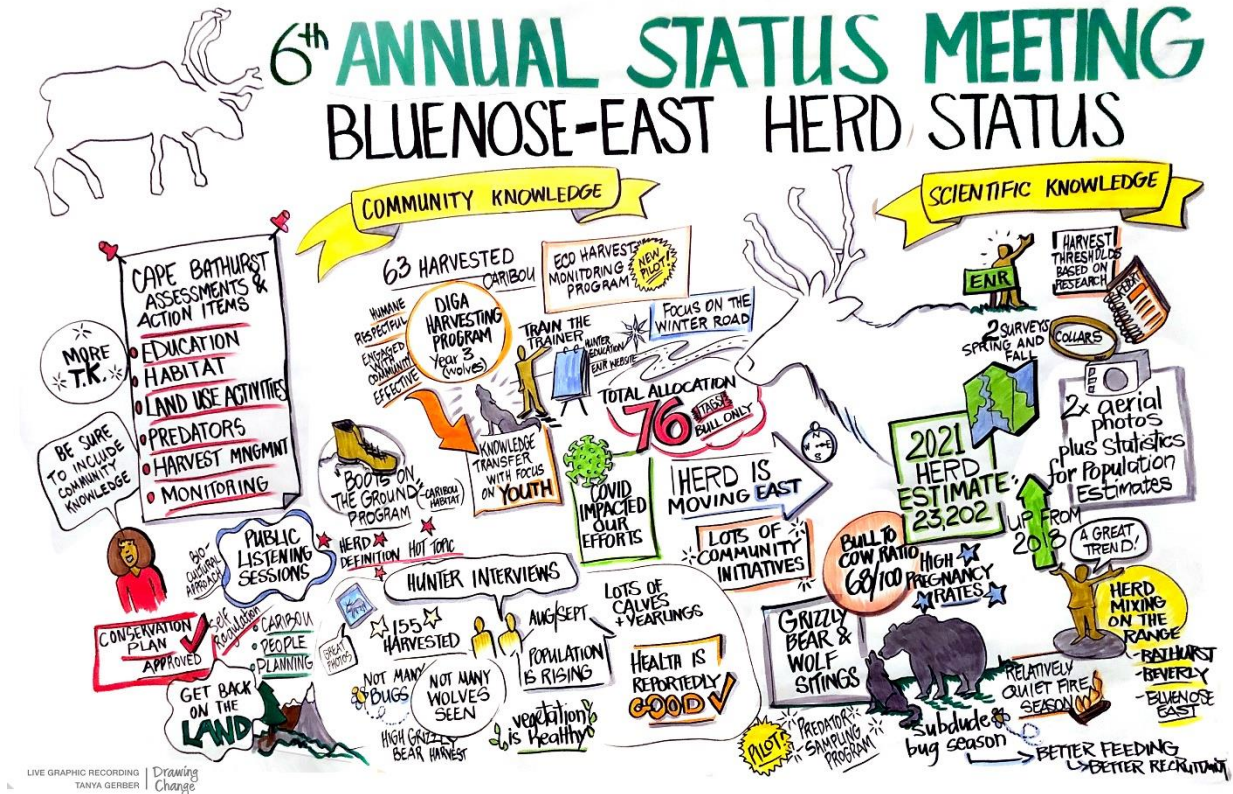 6th ANNUAL STATUS MEETING
BLUENOSE-EAST HERD STATUS
COMMUNITY KNOWLEDGE
SCIENTIFIC KNOWLEDGE
CAPE BATHURST
ASSESSMENTS &
ACTION ITEMS
EDUCATION
HABITAT
LAND USE ACTIVITIES
PREDATORS
HARVEST MNGMNT
MONITORING
MORE
T.K.
BE SURE
TO INCLUDE
COMMUNITY
KNOWLEDGE
BIO-
CULTURAL
APPROACH
PUBLIC
LISTENING
SESSIONS
CONSERVATION
PLAN
APPROVED
Self
Regulation
• CARIBOU
• PEOPLE
• PLANNING
GET BACK
ON THE
LAND
63 HARVESTED
CARIBOU
ECO HARVEST
MONITORING
PROGRAM
NEW
PILOT!
HUMANE
RESPECTFUL
ENGAGED
WITH
COMMUNITY
EFFECTIVE
DIGA
HARVESTING
PROGRAM
Year 3
(wolves)
TRAIN THE
TRAINER
HUNTER
EDUCATION
ENR WEBSITE
FOCUS ON THE
WINTER ROAD
TOTAL ALLOCATION
76
TAGS
BULL ONLY
KNOWLEDGE
TRANSFER
WITH FOCUS
ON YOUTH
BOOTS ON
THE GROUND
PROGRAM
-CARIBOU
HABITAT-
COVID
IMPACTED
OUR
EFFORTS
HERD IS
MOVING EAST
N
E
S
W
HERD
DEFINITION HOT TOPIC
LOTS OF
COMMUNITY
INITIATIVES
HUNTER INTERVIEWS
GREAT
PHOTOS
155
HARVESTED
NOT MANY
BUGS
NOT MANY
WOLVES
SEEN
HIGH GRIZZLY
BEAR HARVEST
AUG/SEPT
POPULATION
IS RISING
vegetation
is healthy
LOTS OF
CALVES
+ YEARLINGS
HEALTH IS
REPORTEDLY
GOOD
ENR
HARVEST
THRESHOLDS
BASED ON
RESEARCH
REPORT
2 SURVEYS
SPRING AND
FALL
COLLARS
2x aerial
photos
plus Statistics
for Population
Estimates
2021
HERD
ESTIMATE:
23,202
UP FROM
2018
A GREAT
TREND!
BULL TO
COW RATIO
68/100
HIGH
PREGNANCY
RATES
HERD
MIXING ON
THE RANGE
- BATHURST
- BEVERLY
- BLUENOSE
EAST
GRIZZLY
BEAR &
WOLF
SITINGS
PILOT!
PREDATOR
SAMPLING
PROGRAM
RELATIVELY
QUIET FIRE
SEASON
subdude
bug season
BETTER FEEDING
BETTER RECRUITMENT
LIVE GRAPHIC RECORDING
TANYA GERBER
Drawing
Change